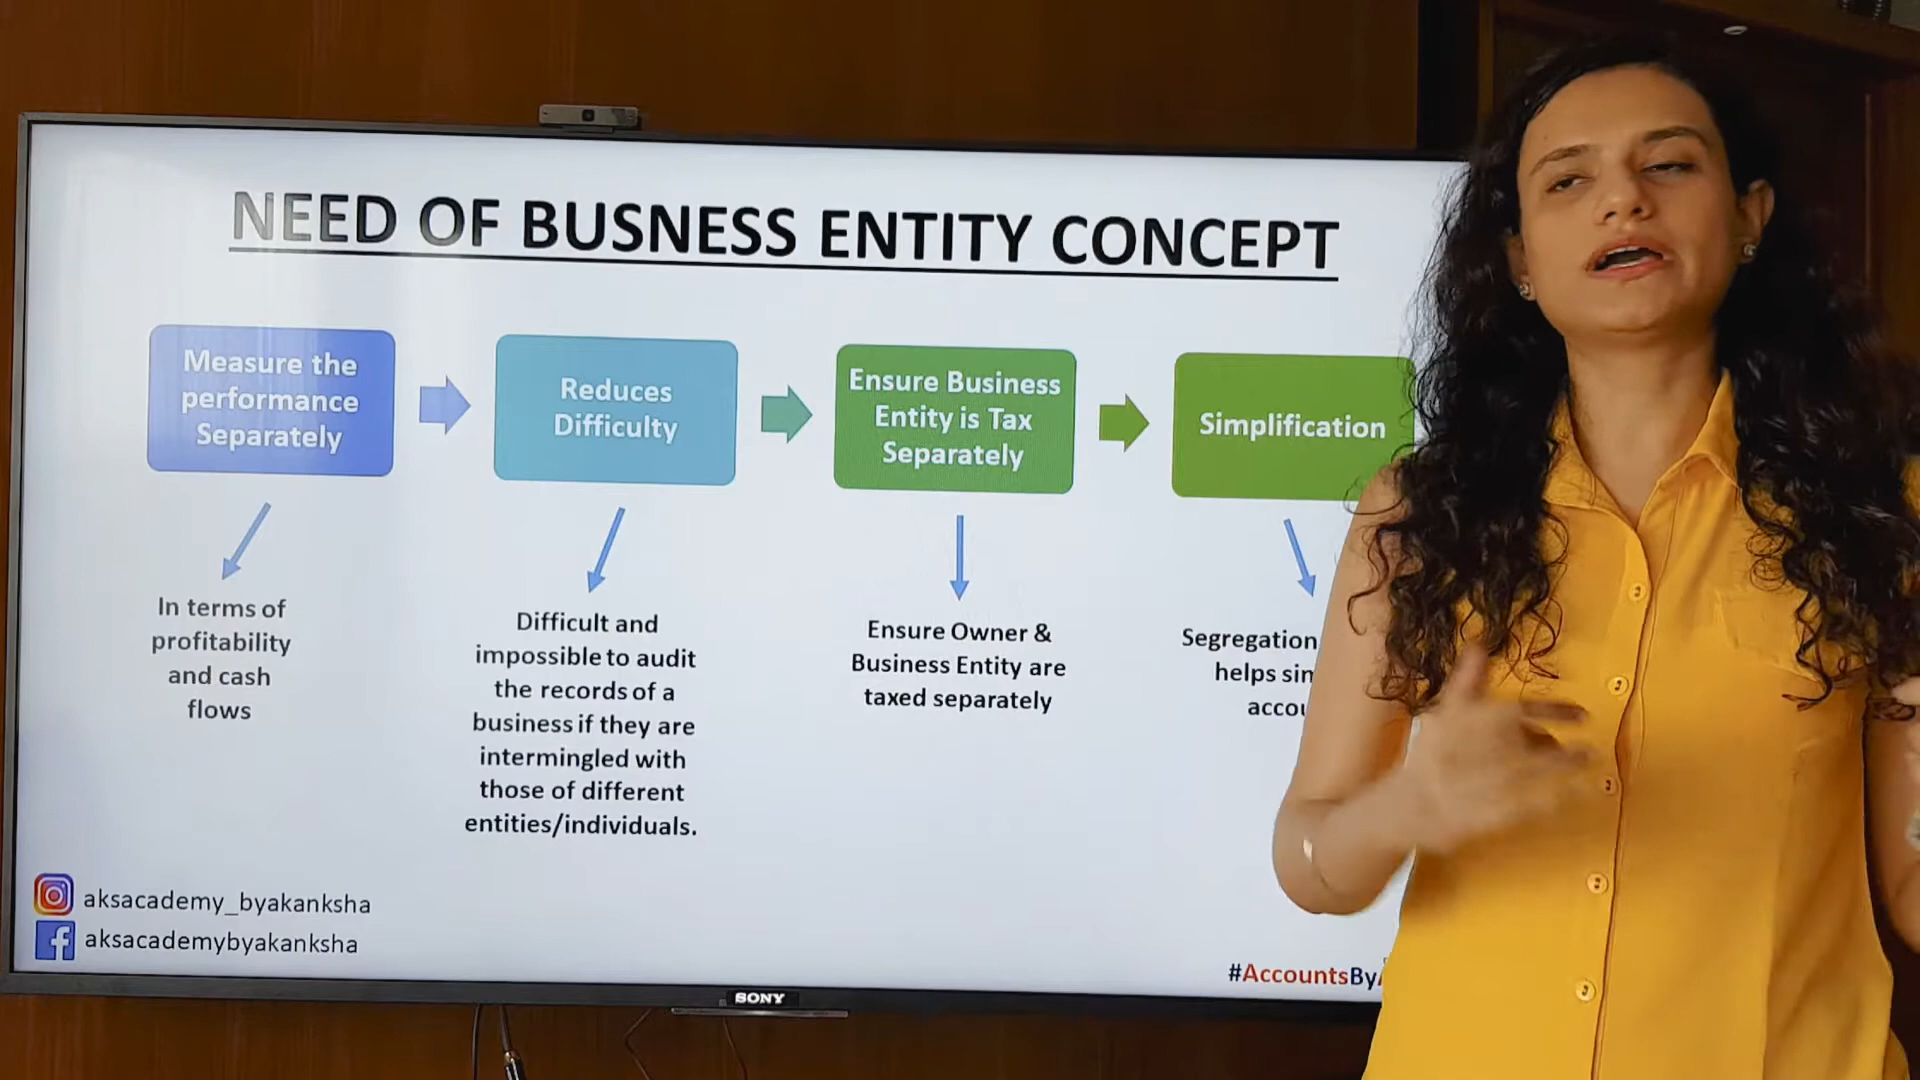 NEED OF BUSNESS ENTITY CONCEPT
Measure the
performance
Separately
Reduces
Difficulty
Ensure Business
Entity is Tax
Separately
Simplification
In terms of
profitability
and cash
flows
Difficult and
impossible to audit
the records of a
business if they are
intermingled with
those of different
entities/individuals.
Ensure Owner &
Business Entity are
taxed separately
Segregation
helps
aksacademy_byakanksha
aksacademybyakanksha
#AccountsBy
SONY